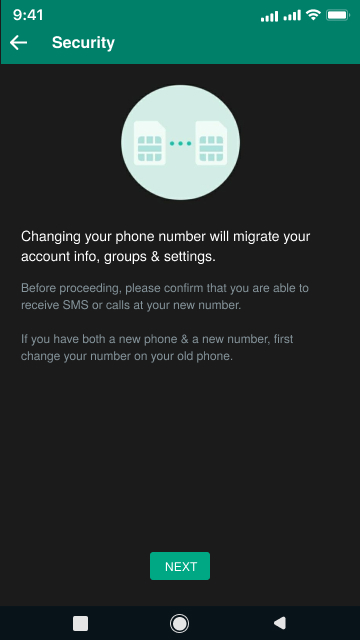 9:41
Security
Changing your phone number will migrate your
account info, groups & settings.
Before proceeding, please confirm that you are able to
receive SMS or calls at your new number.
If you have both a new phone & a new number, first
change your number on your old phone.
NEXT